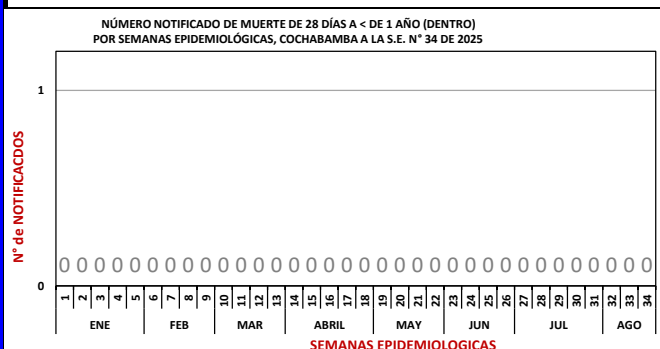 NÚMERO NOTIFICADO DE MUERTE DE 28 DÍAS A < DE 1 AÑO (DENTRO)
POR SEMANAS EPIDEMIOLÓGICAS, COCHABAMBA A LA S.E. N° 34 DE 2025
1
N° de NOTIFICACDOS
0 0 0 0 0 0 0 0 0 0 0 0 0 0 0 0 0 0 0 0 0 0 0 0 0 0 0 0 0 0 0 0 0 0
0
1 2 3 4 5 6 7 8 9 10 11 12 13 14 15 16 17 18 19 20 21 22 23 24 25 26 27 28 29 30 31 32 33 34
ENE FEB MAR ABRIL MAY JUN JUL AGO
SEMANAS EPIDEMIOLOGICAS